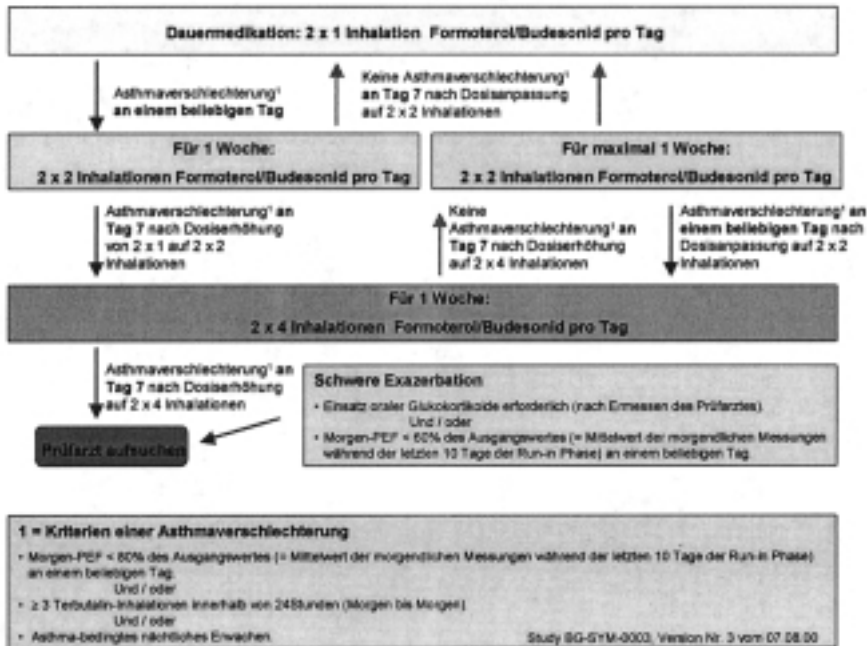 Dauermedikation: 2 x 1 Inhalation Formoterol/Budesonid pro Tag
Asthmaverschlechterung¹
an einem beliebigen Tag
Keine Asthmaverschlechterung¹
an Tag 7 nach Dosisanpassung
auf 2 x 2 Inhalationen
Für 1 Woche:
2 x 2 Inhalationen Formoterol/Budesonid pro Tag
Für maximal 1 Woche:
2 x 2 Inhalationen Formoterol/Budesonid pro Tag
Asthmaverschlechterung¹ an
Tag 7 nach Dosiserhöhung
von 2 x 1 auf 2 x 2
Inhalationen
Keine
Asthmaverschlechterung¹ an
Tag 7 nach Dosiserhöhung
auf 2 x 4 Inhalationen
Asthmaverschlechterung¹ an
einem beliebigen Tag nach
Dosisanpassung auf 2 x 2
Inhalationen
Für 1 Woche:
2 x 4 Inhalationen Formoterol/Budesonid pro Tag
Asthmaverschlechterung¹ an
Tag 7 nach Dosiserhöhung
auf 2 x 4 Inhalationen
Prüfarzt aufsuchen
Schwere Exazerbation
• Einsatz oraler Glukokortikoide erforderlich (nach Ermessen des Prüfarztes)
Und / oder
• Morgen-PEF < 60% des Ausgangswertes (= Mittelwert der morgendlichen Messungen
während der letzten 10 Tage der Run-in Phase) an einem beliebigen Tag.
1 = Kriterien einer Asthmaverschlechterung
• Morgen-PEF < 80% des Ausgangswertes (= Mittelwert der morgendlichen Messungen während der letzten 10 Tage der Run-in Phase)
an einem beliebigen Tag.
Und / oder
• ≥ 3 Terbutalin-Inhalationen innerhalb von 24Stunden (Morgen bis Morgen)
Und / oder
• Asthma-bedingtes nächtliches Erwachen.
Study BG-SYM-0003, Version Nr. 3 vom 07.08.00